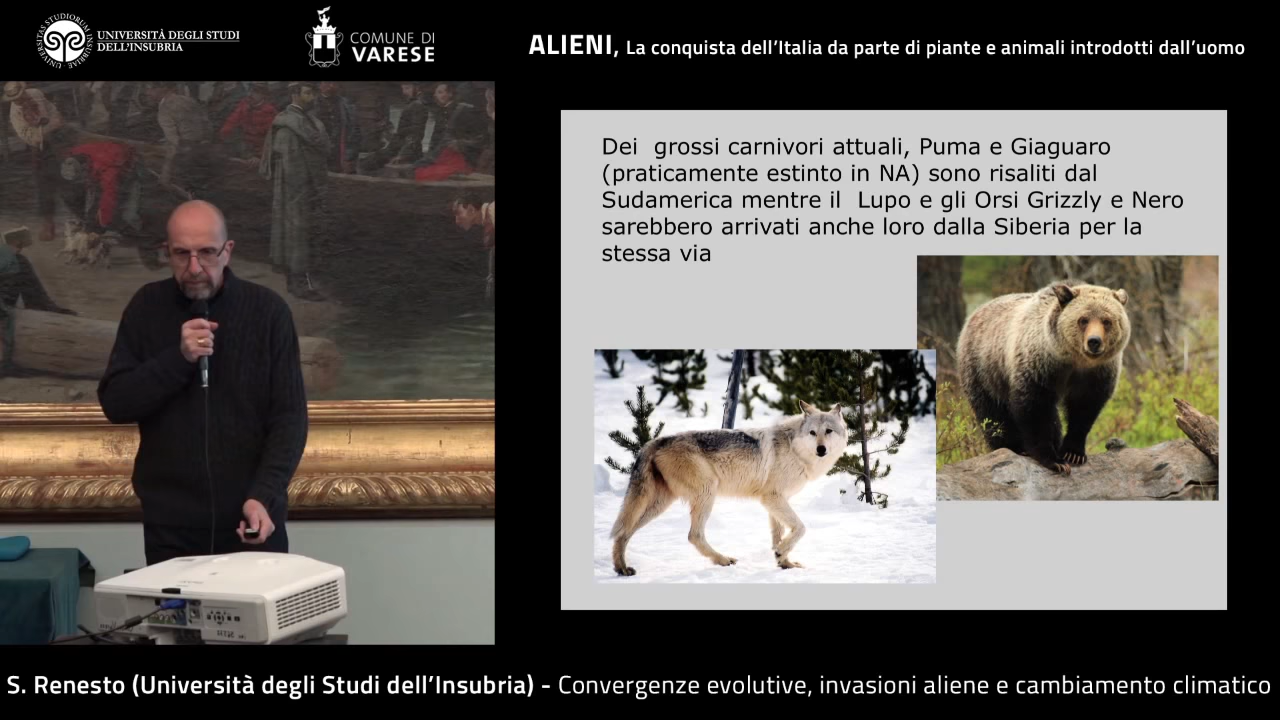 UNIVERSITÀ DEGLI STUDI
DELL'INSUBRIA
COMUNE DI
VARESE
ALIENI, La conquista dell'Italia da parte di piante e animali introdotti dall'uomo
Dei grossi carnivori attuali, Puma e Giaguaro
(praticamente estinto in NA) sono risaliti dal
Sudamerica mentre il Lupo e gli Orsi Grizzly e Nero
sarebbero arrivati anche loro dalla Siberia per la
stessa via
S. Renesto (Università degli Studi dell'Insubria) - Convergenze evolutive, invasioni aliene e cambiamento climatico